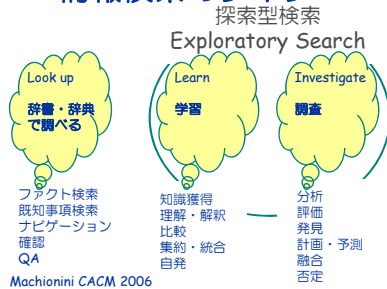 探索型検索
Exploratory Search
Look up
辞書・辞典
で調べる
Learn
学習
Investigate
調査
ファクト検索
既知事項検索
ナビゲーション
確認
QA
知識獲得
理解・解釈
比較
集約・統合
自発
分析
評価
発見
計画・予測
融合
否定
Machionini CACM 2006